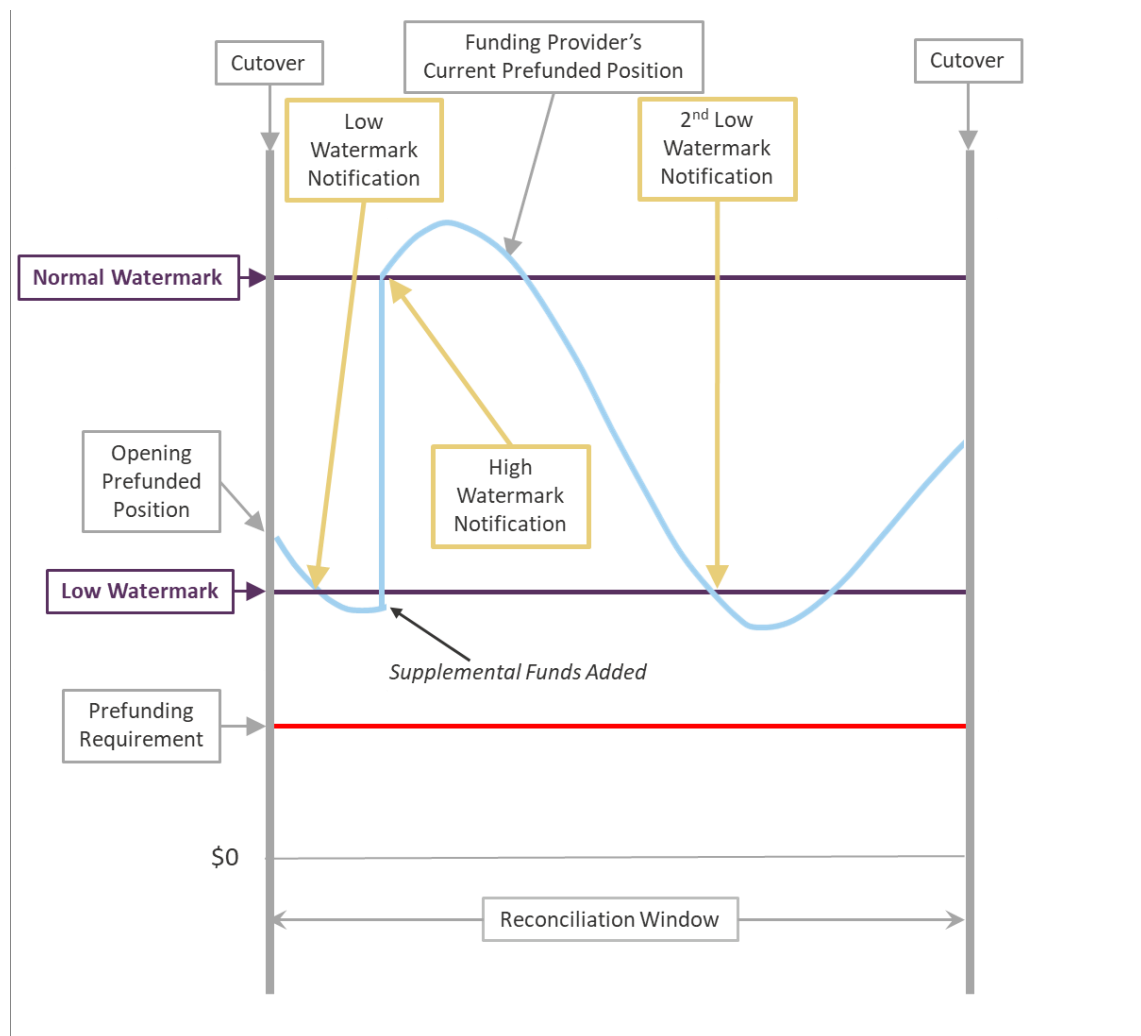 Cutover
Funding Provider's
Current Prefunded Position
Cutover
Low
Watermark
Notification
2nd Low
Watermark
Notification
Normal Watermark
Opening
Prefunded
Position
High
Watermark
Notification
Low Watermark
Supplemental Funds Added
Prefunding
Requirement
$0
Reconciliation Window